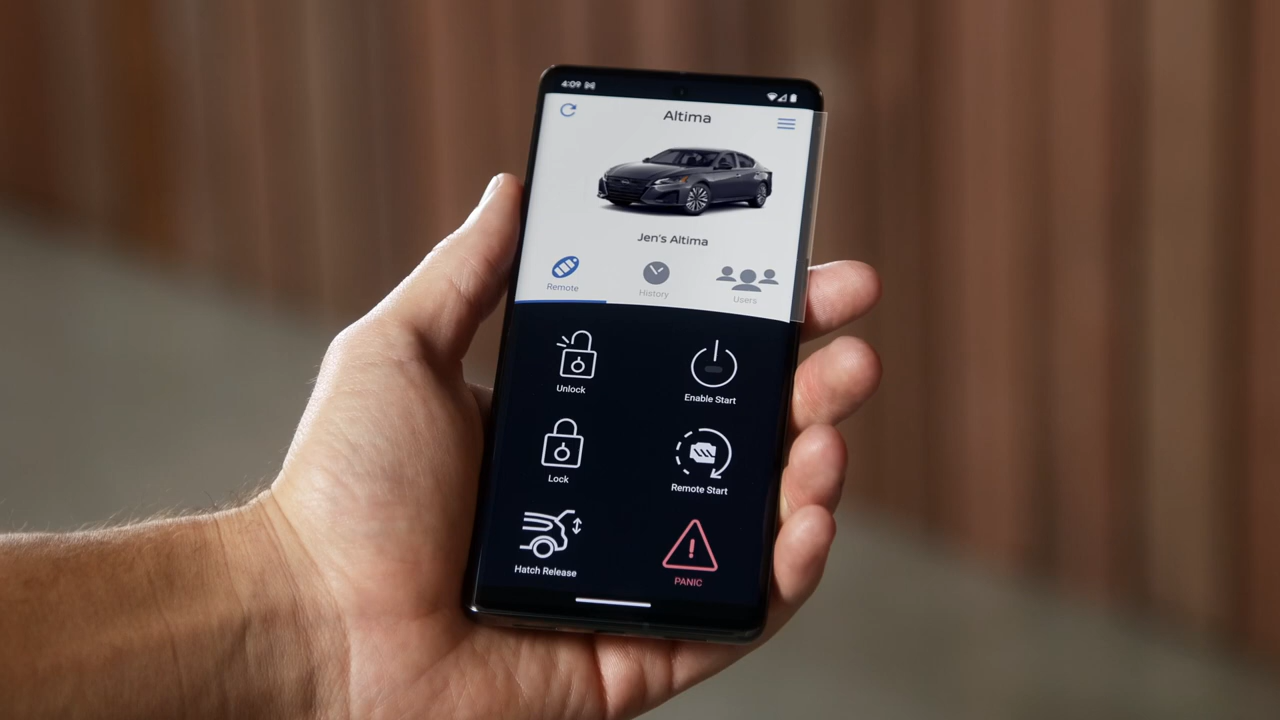 4:09
Altima
Jen's Altima
Remote
History
Users
Unlock
Enable Start
Lock
Remote Start
Hatch Release
PANIC